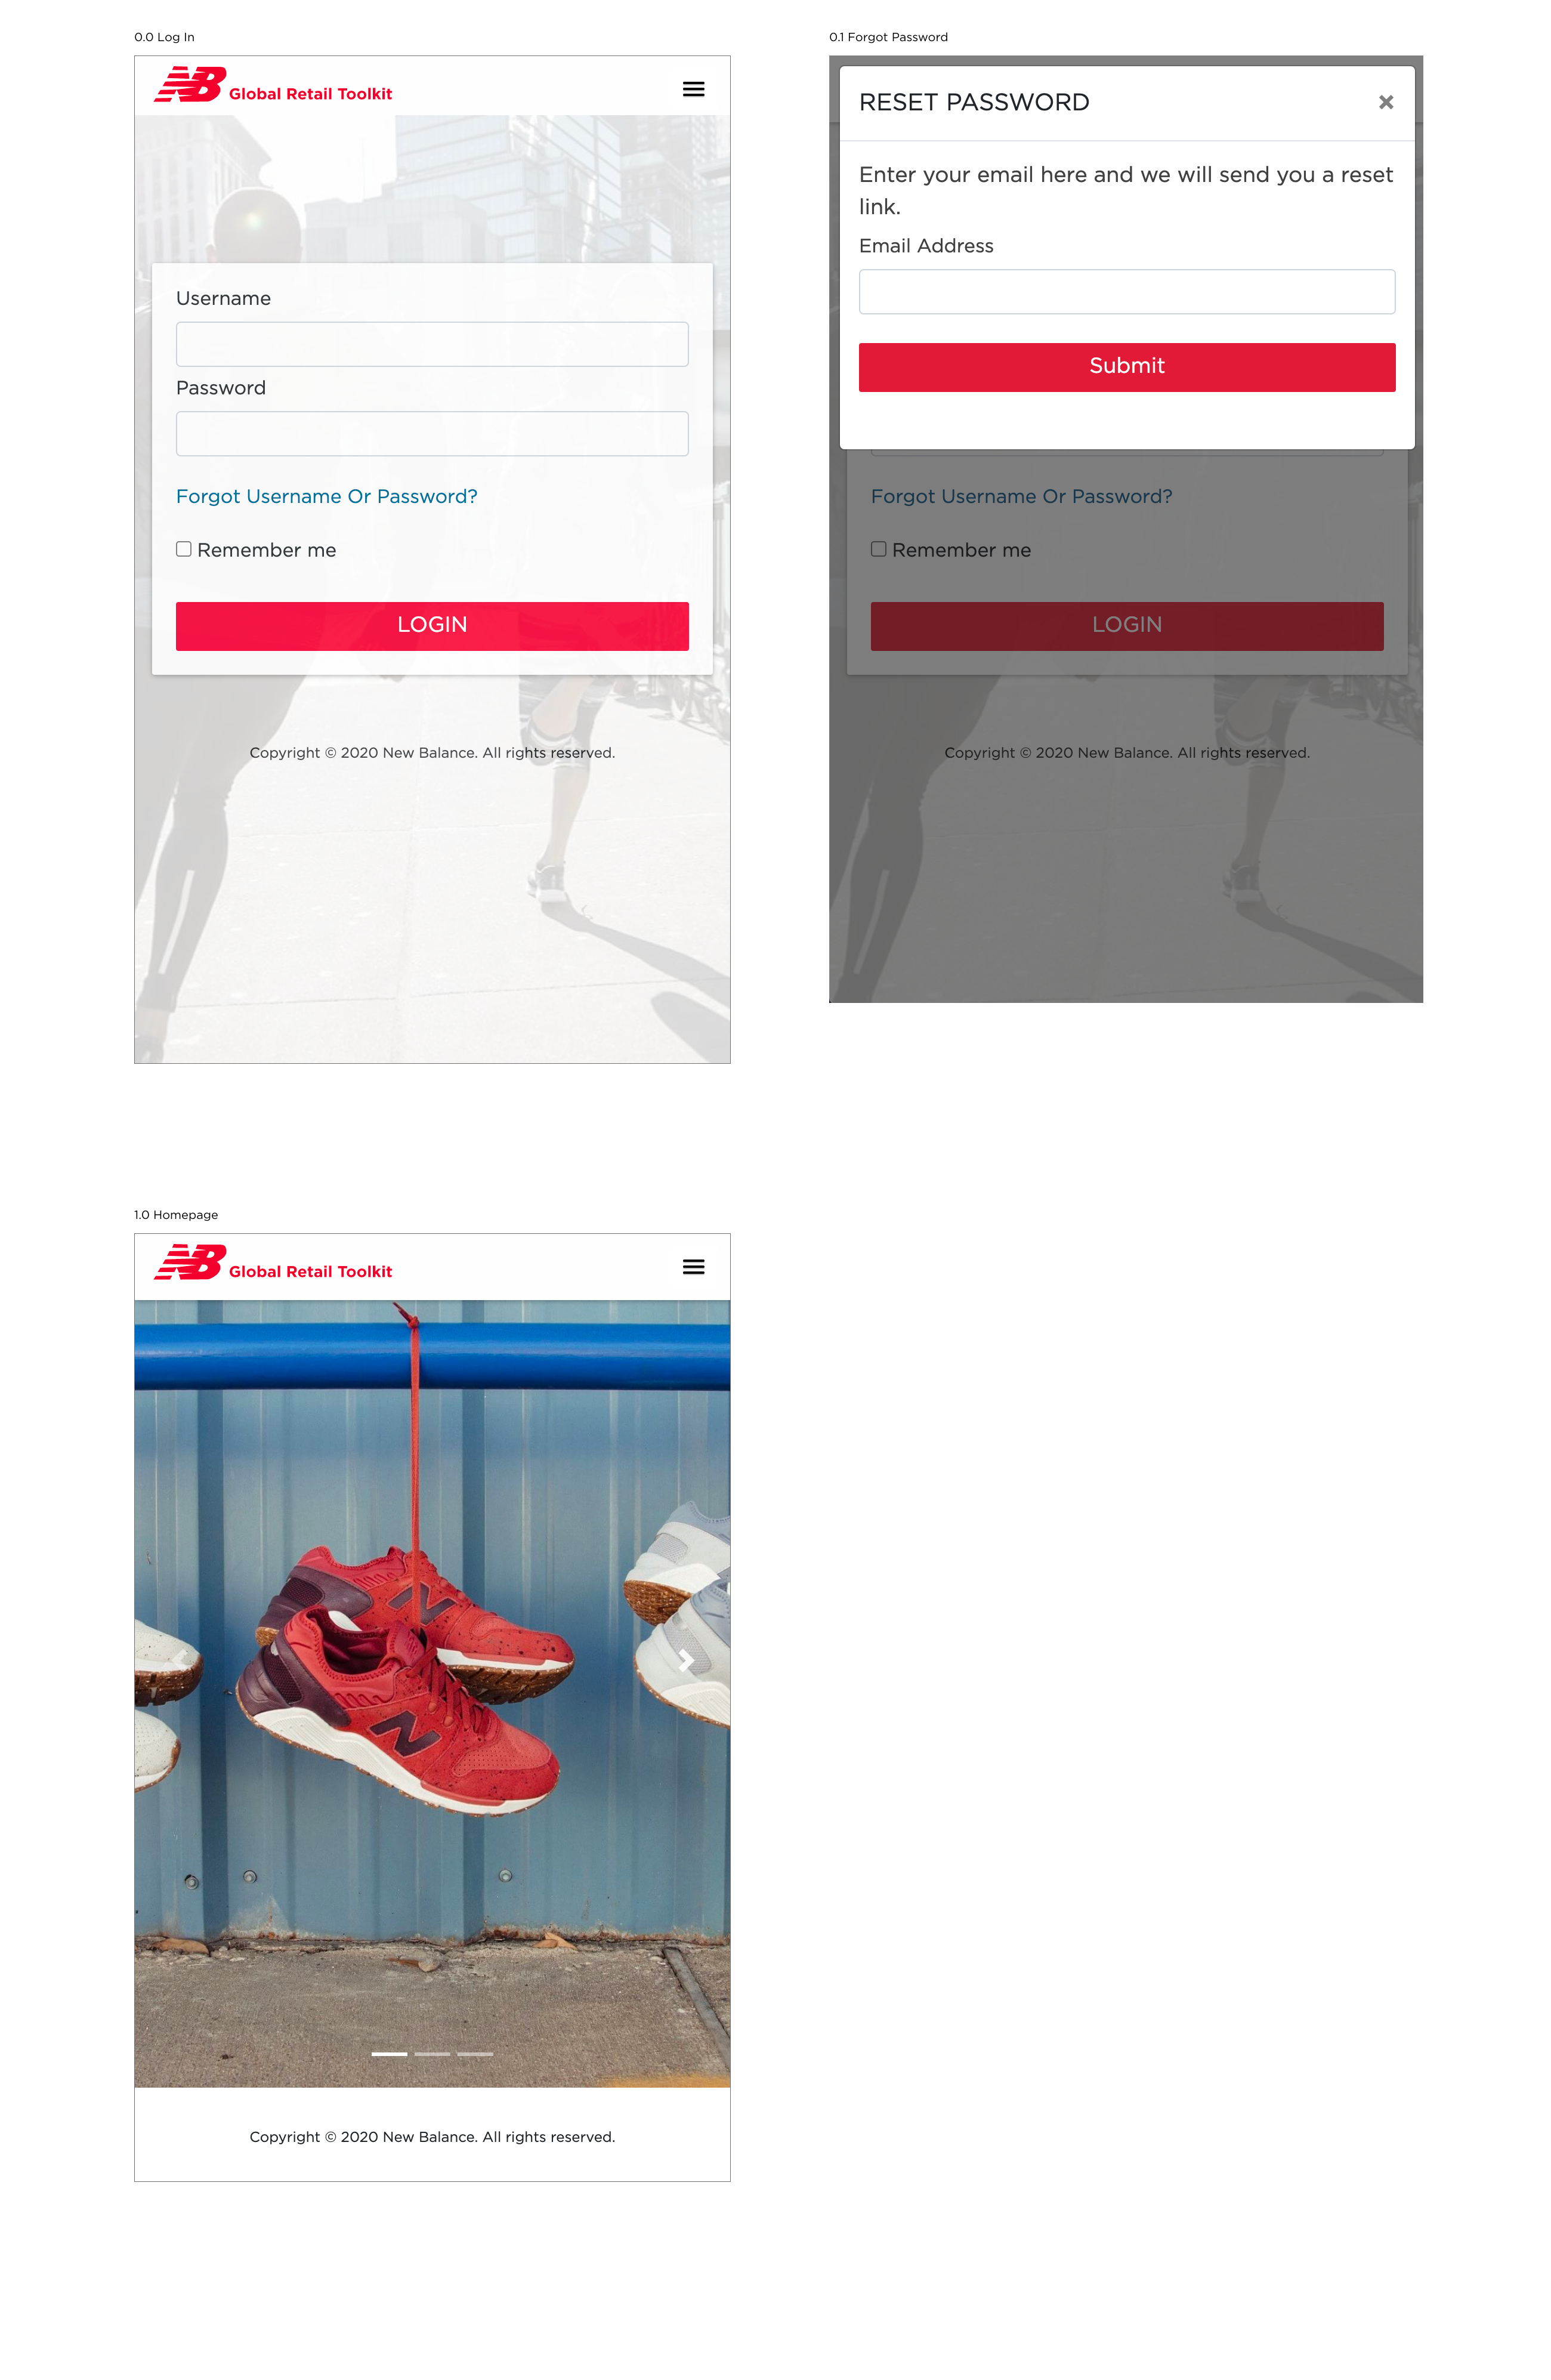 0.0 Log In
NB Global Retail Toolkit
Username
Password
Forgot Username Or Password?
Remember me
LOGIN
Copyright © 2020 New Balance. All rights reserved.
0.1 Forgot Password
RESET PASSWORD
Enter your email here and we will send you a reset
link.
Email Address
Submit
Forgot Username Or Password?
Remember me
LOGIN
Copyright © 2020 New Balance. All rights reserved.
1.0 Homepage
NB Global Retail Toolkit
N
N
Copyright © 2020 New Balance. All rights reserved.